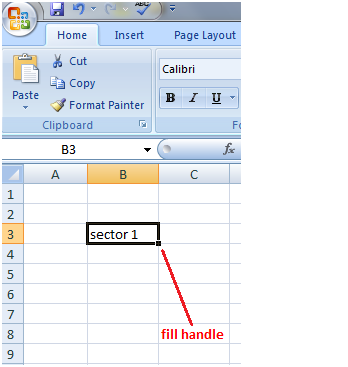 ABC
Home Insert Page Layout
Cut
Calibri
Copy
Paste
Format Painter
B I U
Clipboard
B3 fx
A B C
1
2
3 sector 1
4
5
6
7
8 fill handle
9